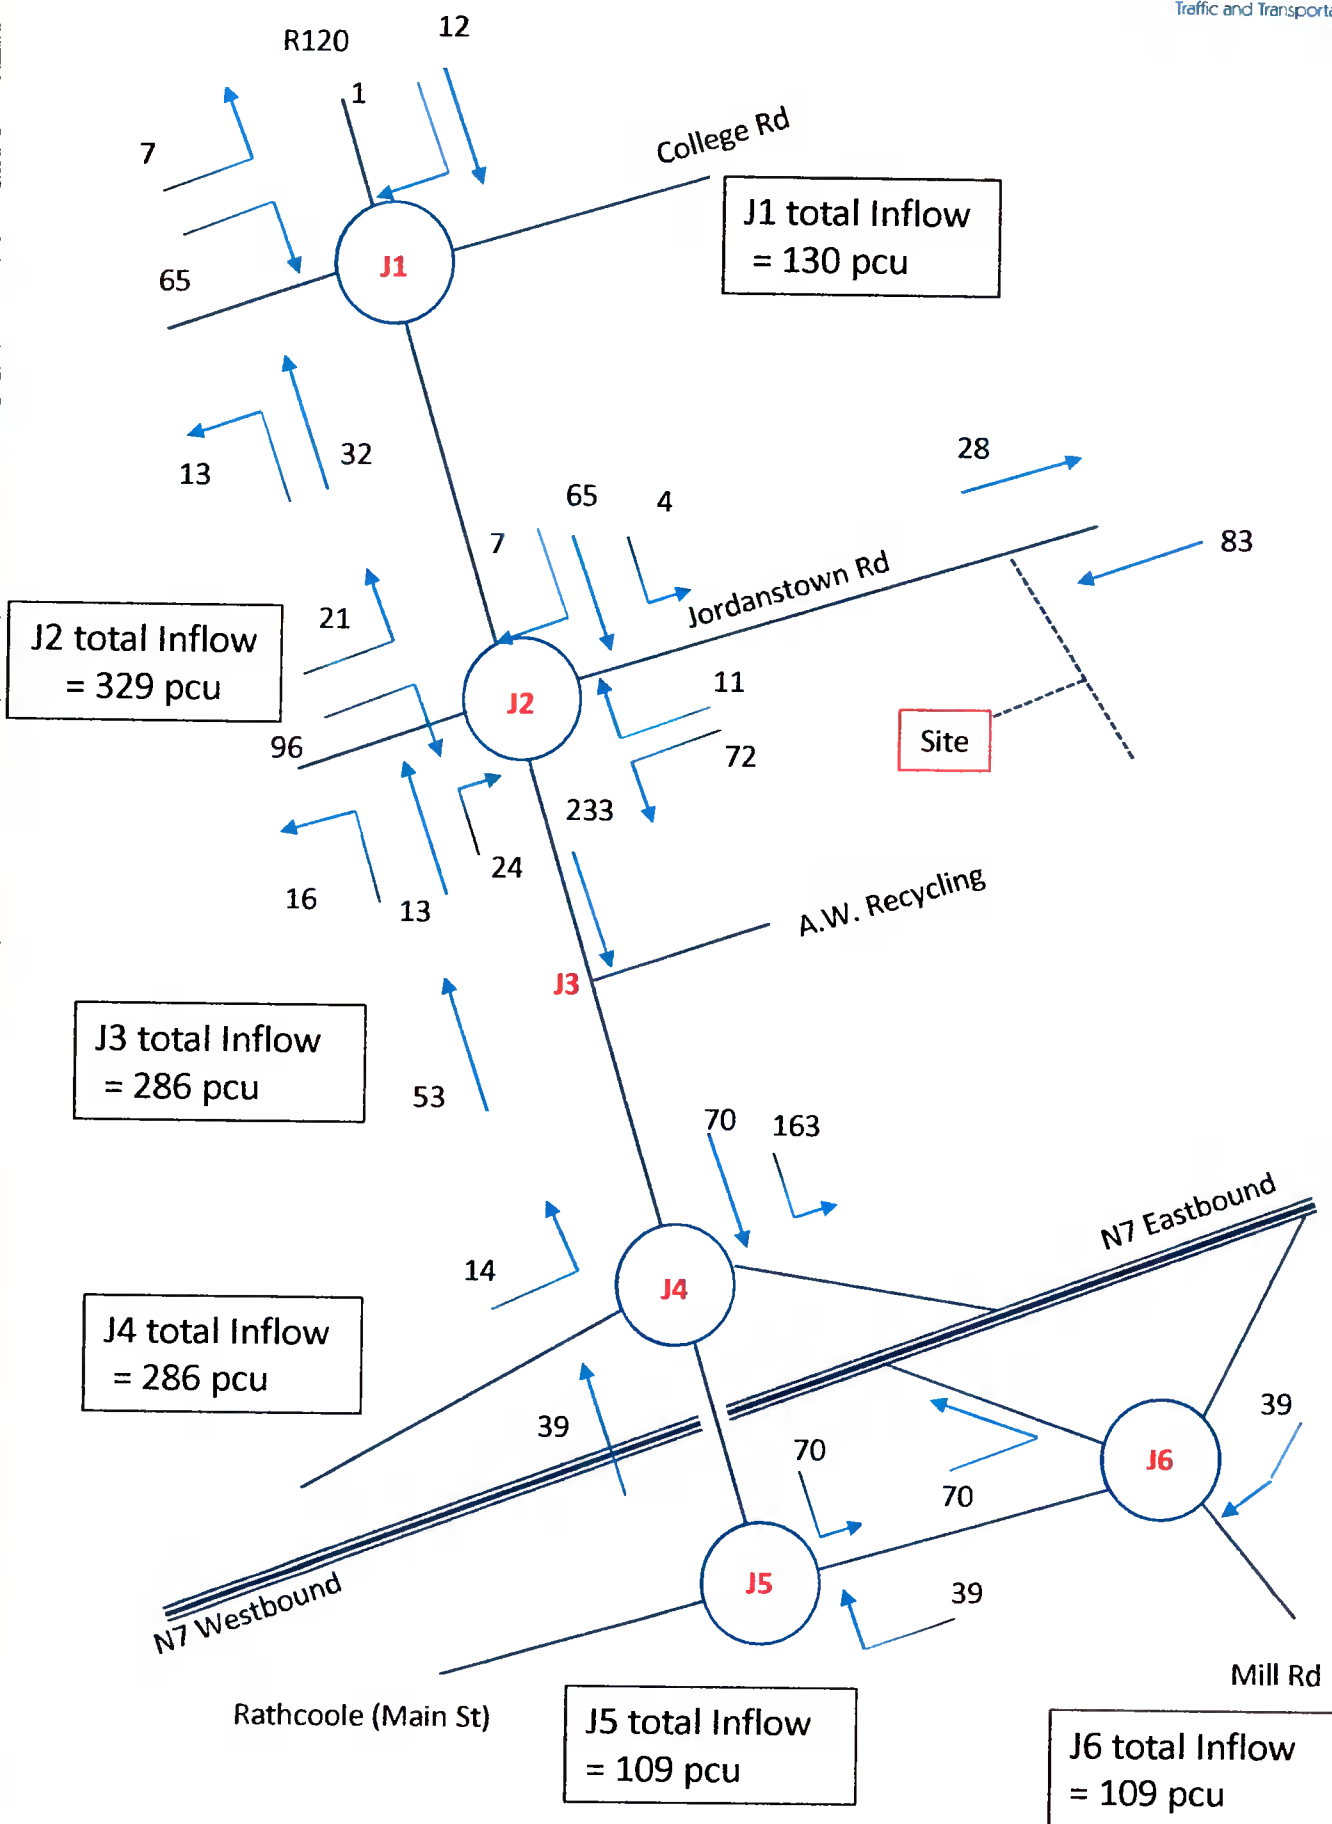 R120
12
1
7
College Rd
J1 total Inflow
= 130 pcu
J1
65
13
32
28
65
4
7
83
Jordanstown Rd
21
J2 total Inflow
= 329 pcu
J2
11
96
72
Site
233
24
16
13
A.W. Recycling
J3
J3 total Inflow
= 286 pcu
53
70
163
N7 Eastbound
14
J4
J4 total Inflow
= 286 pcu
39
39
70
J6
70
J5
39
N7 Westbound
Mill Rd
Rathcoole (Main St)
J5 total Inflow
= 109 pcu
J6 total Inflow
= 109 pcu